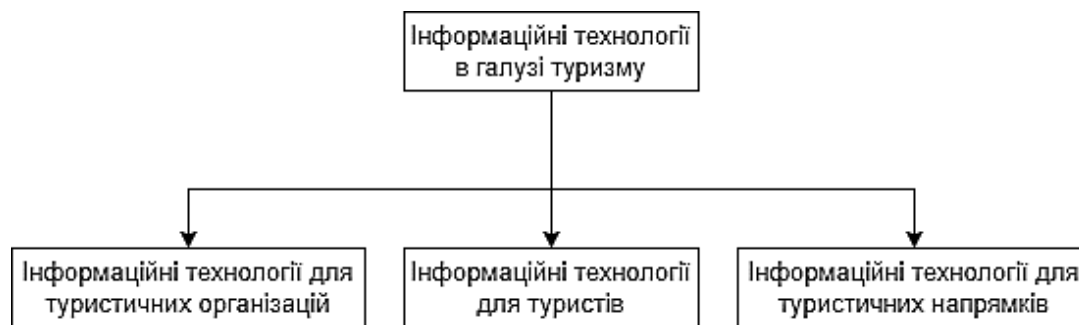 Інформаційні технології
в галузі туризму
Інформаційні технології для
туристичних організацій
Інформаційні технології
для туристів
Інформаційні технології для
туристичних напрямків